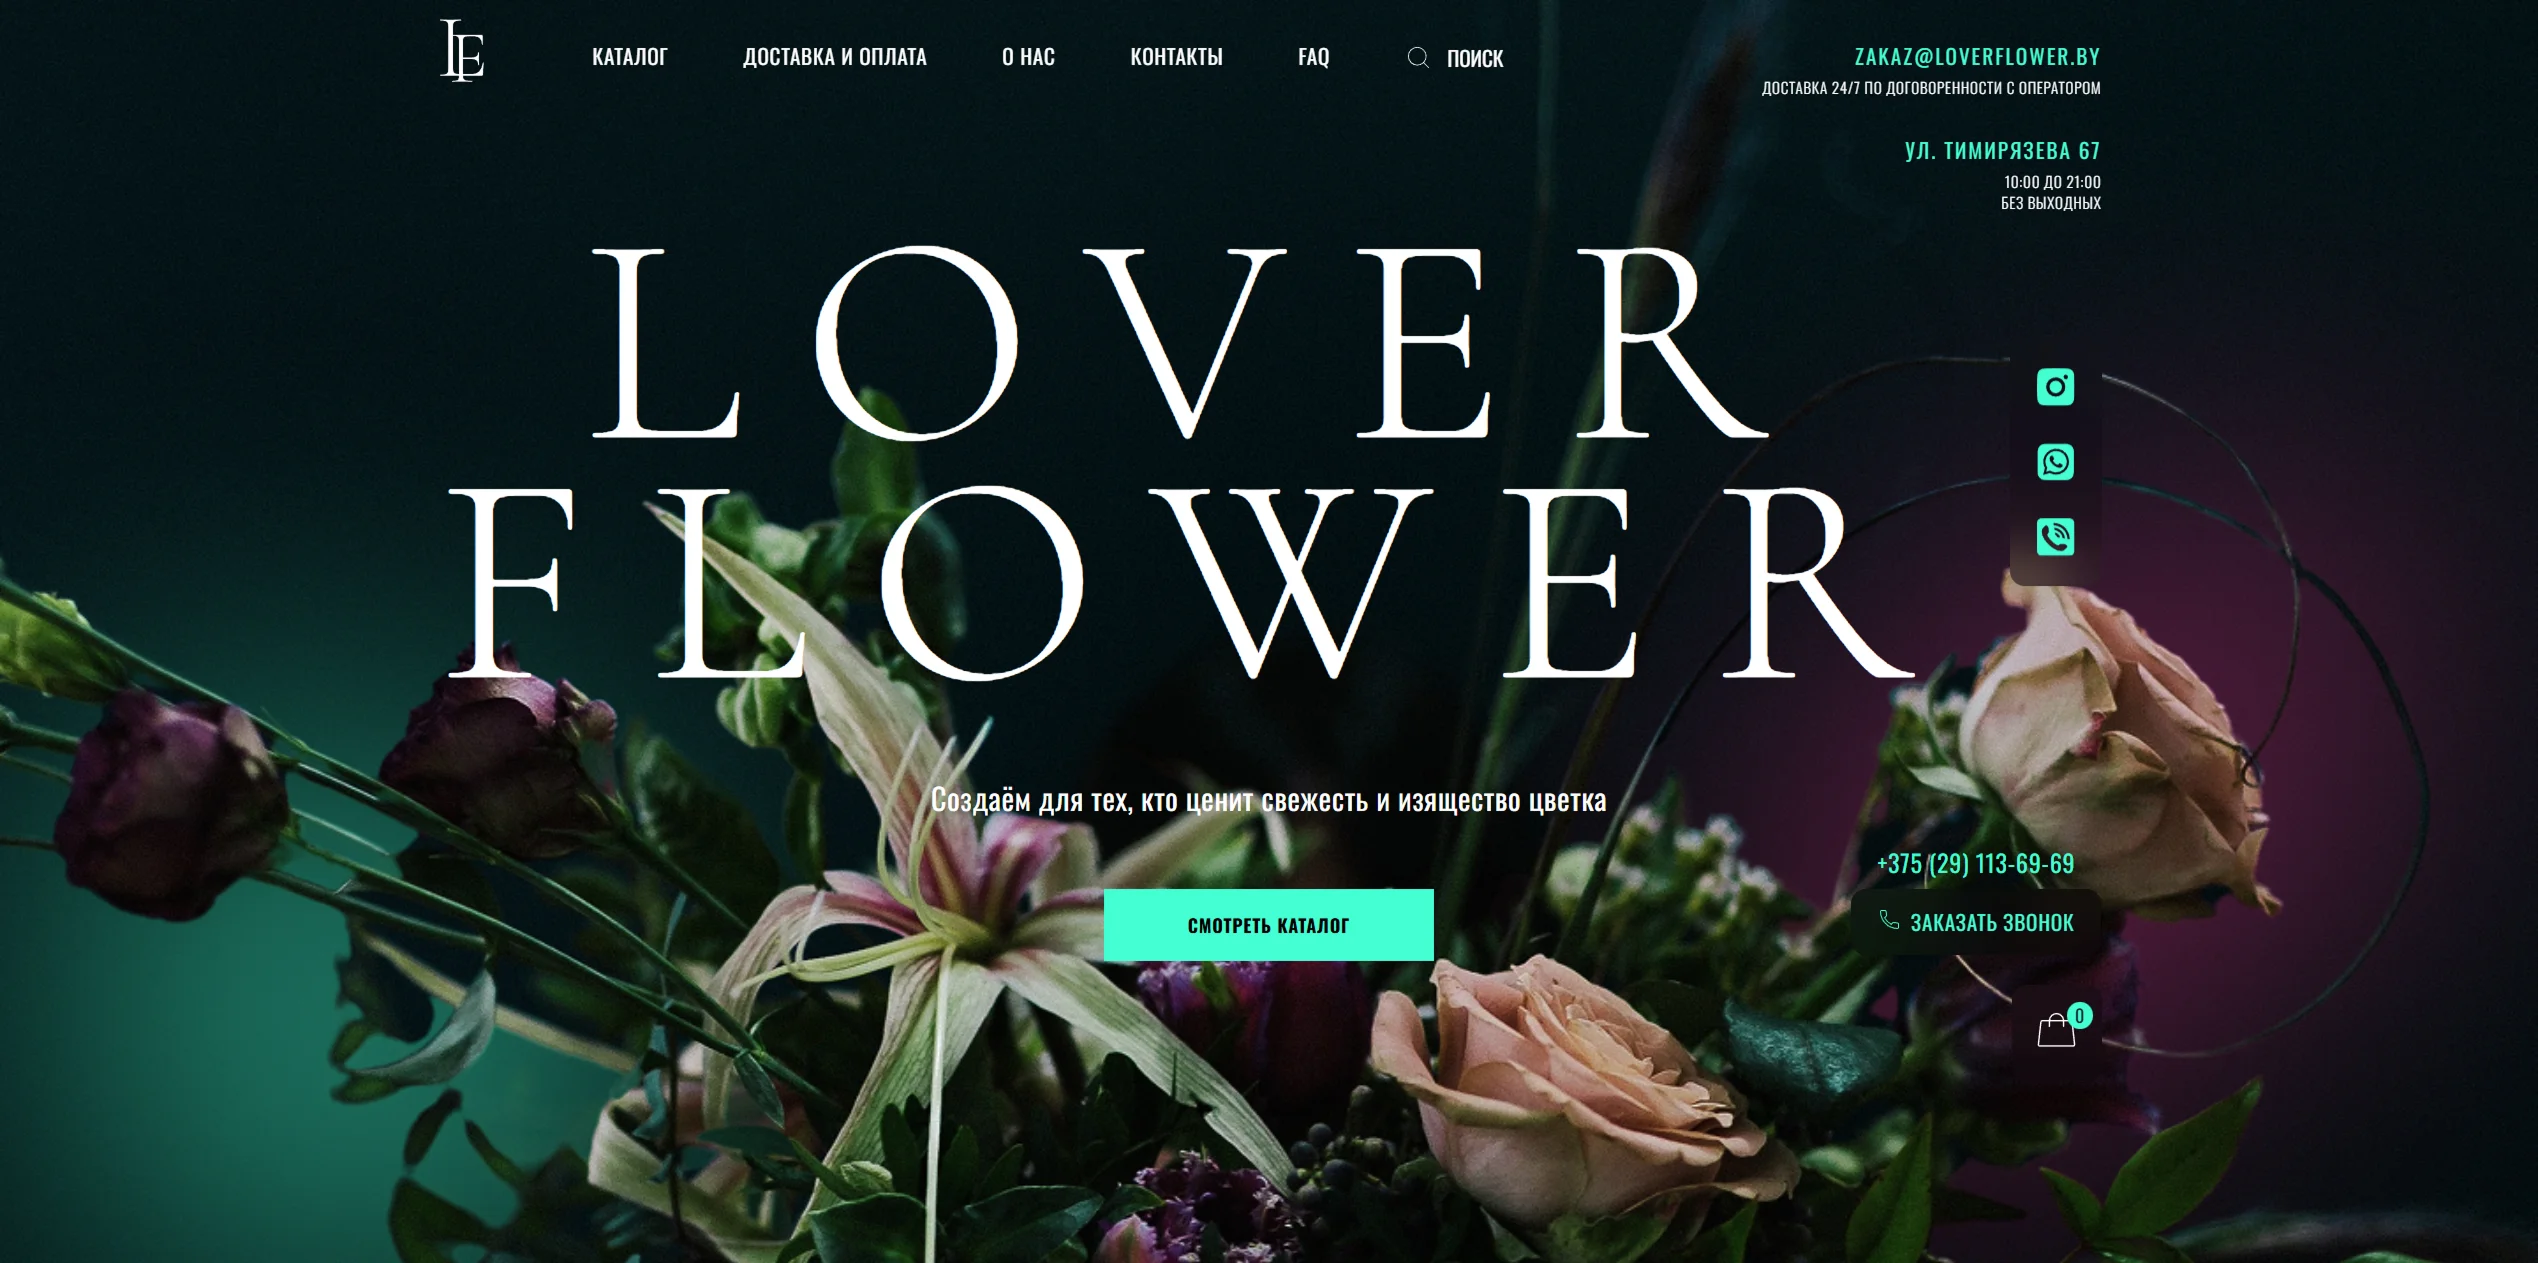 LF
КАТАЛОГ
ДОСТАВКА И ОПЛАТА
О НАС
КОНТАКТЫ
FAQ
ПОИСК
ZAKAZ@LOVERFLOWER.BY
ДОСТАВКА 24/7 ПО ДОГОВОРЕННОСТИ С ОПЕРАТОРОМ
УЛ. ТИМИРЯЗЕВА 67
10:00 ДО 21:00
БЕЗ ВЫХОДНЫХ
LOVER
FLOWER
Создаём для тех, кто ценит свежесть и изящество цветка
СМОТРЕТЬ КАТАЛОГ
+375 (29) 113-69-69
ЗАКАЗАТЬ ЗВОНОК
0